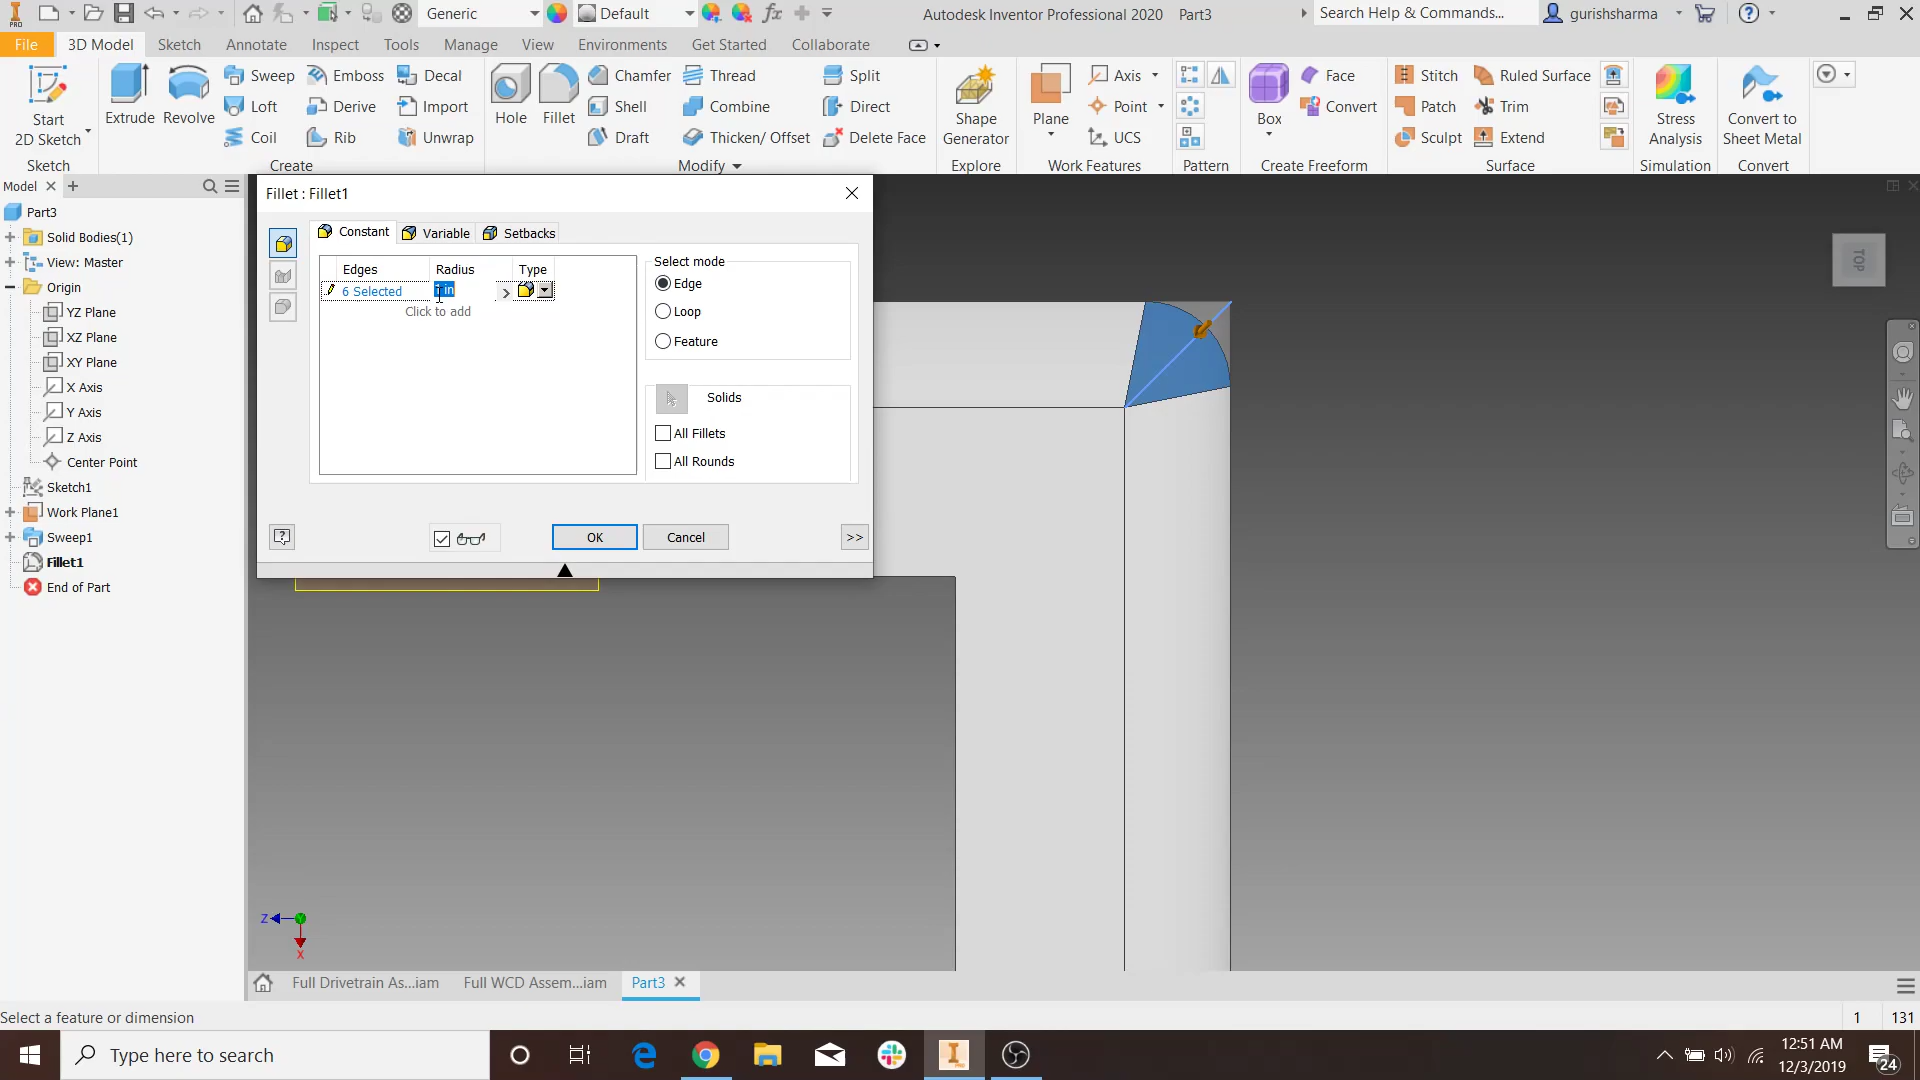 PRO
Generic
Default
Autodesk Inventor Professional 2020 Part3
Search Help & Commands...
gurishsharma
File
3D Model
Sketch
Annotate
Inspect
Tools
Manage
View
Environments
Get Started
Collaborate
Start
2D Sketch
Extrude
Revolve
Sweep
Loft
Coil
Emboss
Derive
Rib
Decal
Import
Unwrap
Hole
Fillet
Chamfer
Shell
Draft
Thread
Combine
Thicken/ Offset
Split
Direct
Delete Face
Shape
Generator
Plane
Axis
Point
UCS
Box
Face
Convert
Stitch
Patch
Sculpt
Ruled Surface
Trim
Extend
Stress
Analysis
Convert to
Sheet Metal
Sketch
Create
Modify
Explore
Work Features
Pattern
Create Freeform
Surface
Simulation
Convert
Model
Part3
Solid Bodies(1)
View: Master
Origin
YZ Plane
XZ Plane
XY Plane
X Axis
Y Axis
Z Axis
Center Point
Sketch1
Work Plane1
Sweep1
Fillet1
End of Part
Fillet : Fillet1
Constant
Variable
Setbacks
Edges Radius Type
6 Selected
in
Click to add
Select mode
Edge
Loop
Feature
Solids
All Fillets
All Rounds
OK
Cancel
>>
TOP
Z
X
Full Drivetrain As...iam
Full WCD Assem...iam
Part3
Select a feature or dimension
1 131
Type here to search
12:51 AM
12/3/2019
24